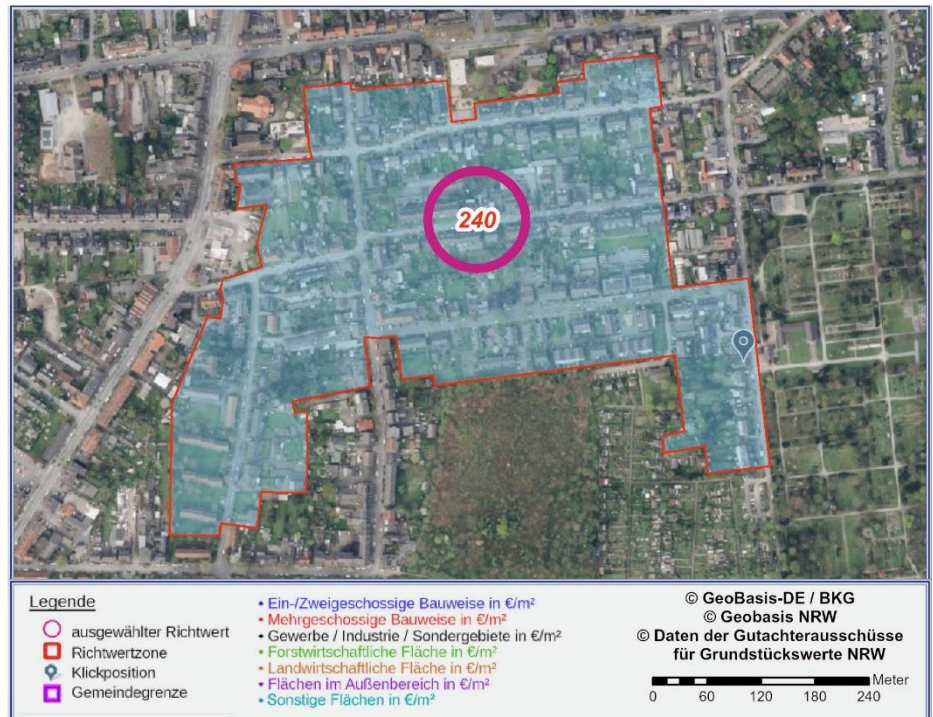 240
Legende
ausgewählter Richtwert
Richtwertzone
Klickposition
Gemeindegrenze
• Ein-/Zweigeschossige Bauweise in €/m²
• Mehrgeschossige Bauweise in €/m²
• Gewerbe / Industrie / Sondergebiete in €/m²
• Forstwirtschaftliche Fläche in €/m²
• Landwirtschaftliche Fläche in €/m²
• Flächen im Außenbereich in €/m²
• Sonstige Flächen in €/m²
© GeoBasis-DE / BKG
© Geobasis NRW
© Daten der Gutachterausschüsse
für Grundstückswerte NRW
Meter
0 60 120 180 240